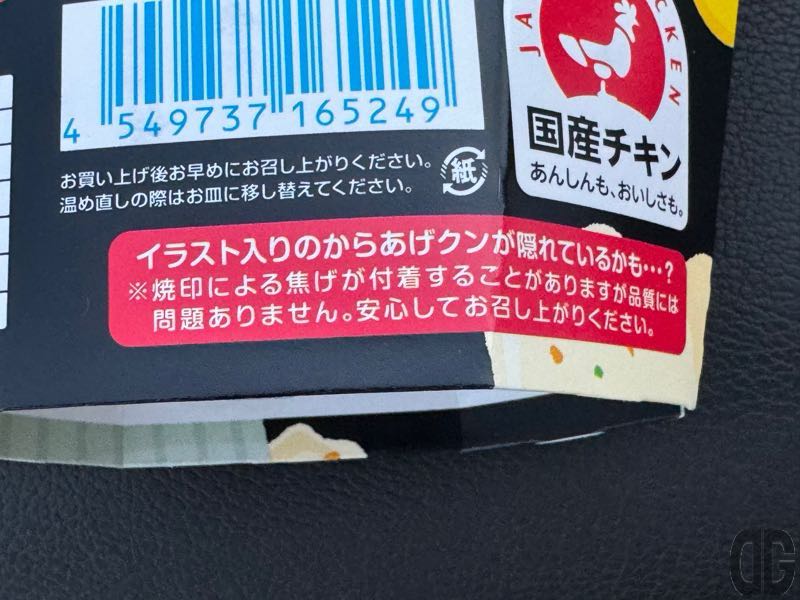 JA
CKEN
国産チキン
あんしんも、おいしさも。
4 549737 165249
お買い上げ後お早めにお召し上がりください。
温め直しの際はお皿に移し替えてください。
紙
イラスト入りのからあげクンが隠れているかも…?
※焼印による焦げが付着することがありますが品質には
問題ありません。安心してお召し上がりください。
DG